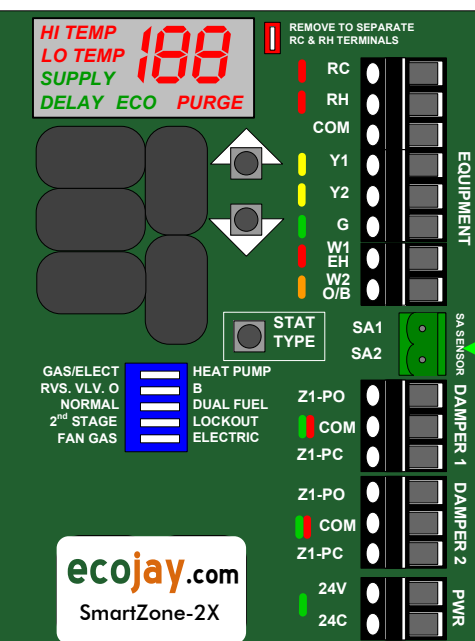 HI TEMP
LO TEMP
SUPPLY
DELAY ECO PURGE
188
REMOVE TO SEPARATE
RC & RH TERMINALS
RC
RH
COM
Y1
Y2
G
W1
EH
W2
O/B
EQUIPMENT
STAT
TYPE
SA1
SA2
SA SENSOR
GAS/ELECT HEAT PUMP
RVS. VLV. O B
NORMAL DUAL FUEL
2nd STAGE LOCKOUT
FAN GAS ELECTRIC
Z1-PO
COM
Z1-PC
DAMPER 1
Z1-PO
COM
Z1-PC
DAMPER 2
24V
24C
PWR
ecojay.com
SmartZone-2X